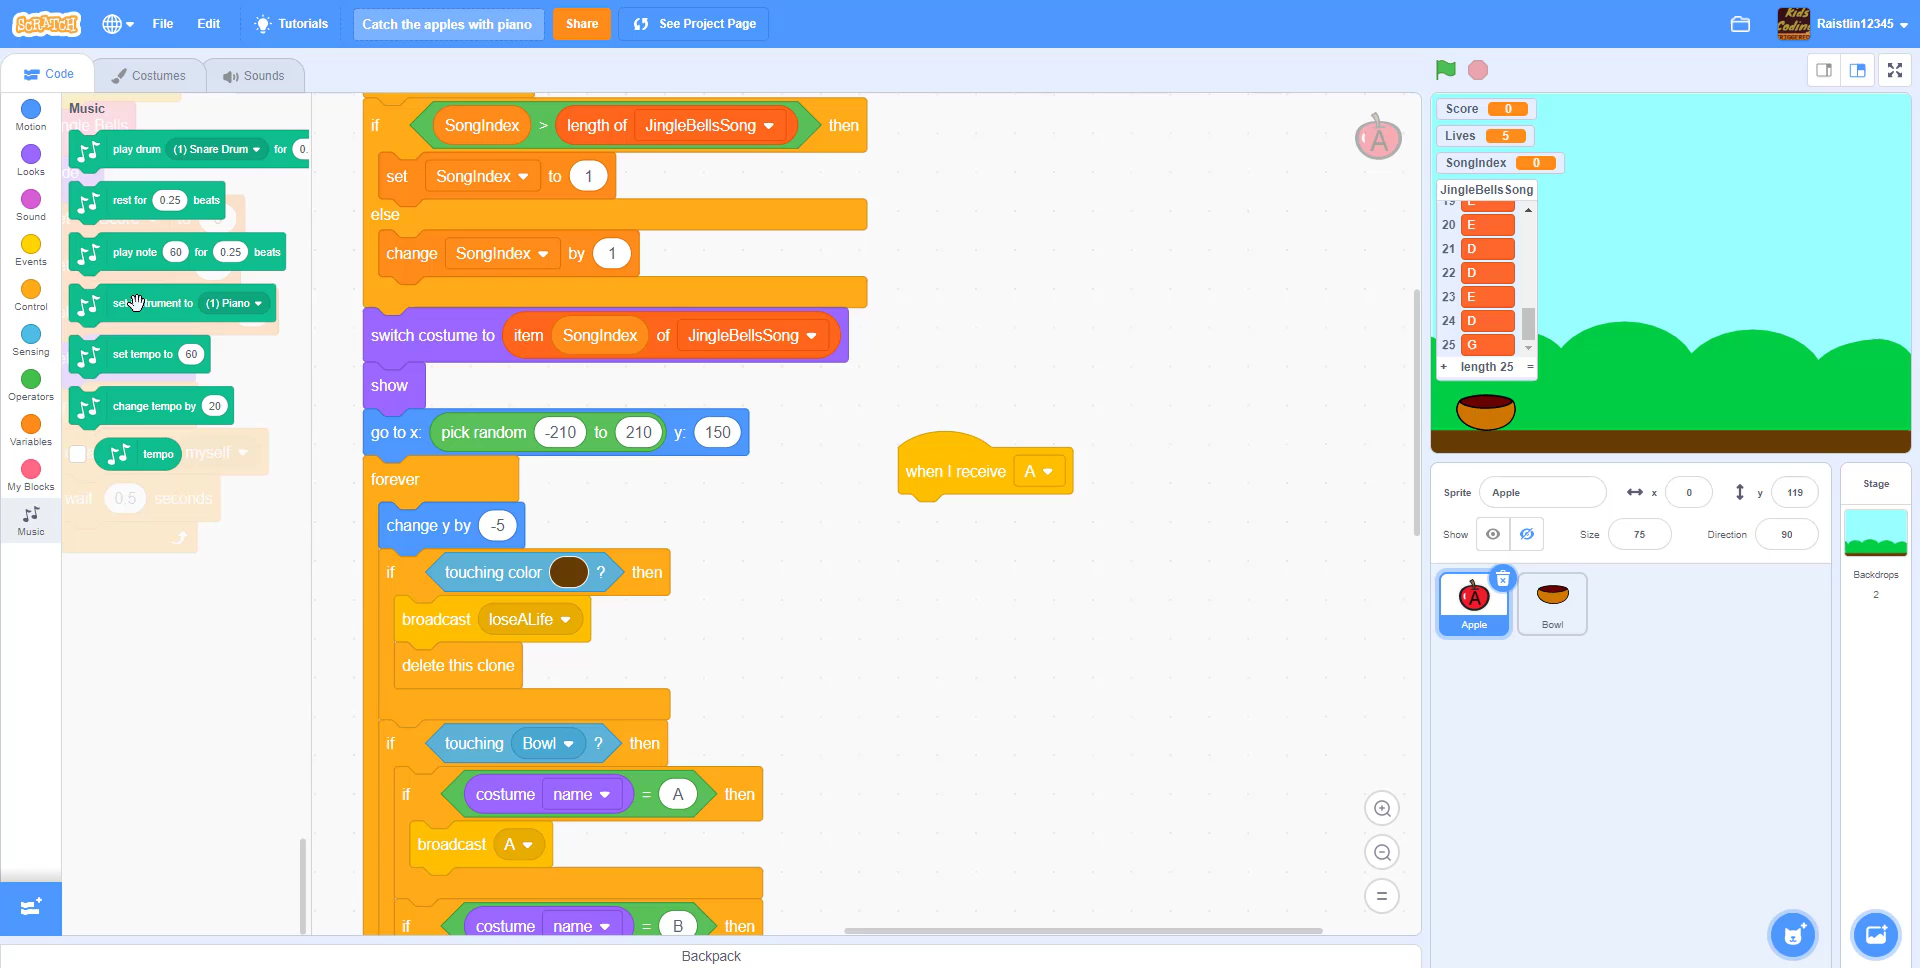 SCRATCH File Edit Tutorials Catch the apples with piano Share See Project Page Raistlin12345
Code Costumes Sounds
Motion
Looks
Sound
Events
Control
Sensing
Operators
Variables
My Blocks
Music
Music
play drum (1) Snare Drum for 0.
rest for 0.25 beats
play note 60 for 0.25 beats
set instrument to (1) Piano
set tempo to 60
change tempo by 20
tempo
myself
wait 0.5 seconds
if SongIndex > length of JingleBellsSong then
set SongIndex to 1
else
change SongIndex by 1
switch costume to item SongIndex of JingleBellsSong
show
go to x: pick random -210 to 210 y: 150
forever
change y by -5
if touching color ? then
broadcast loseALife
delete this clone
if touching Bowl ? then
if costume name = A then
broadcast A
if costume name = B then
when I receive A
A
Backpack
Score 0
Lives 5
SongIndex 0
JingleBellsSong
19 E
20 E
21 D
22 D
23 E
24 D
25 G
+ length 25 =
Sprite Apple x 0 y 119
Show Size 75 Direction 90
A
Apple
Bowl
Stage
Backdrops
2